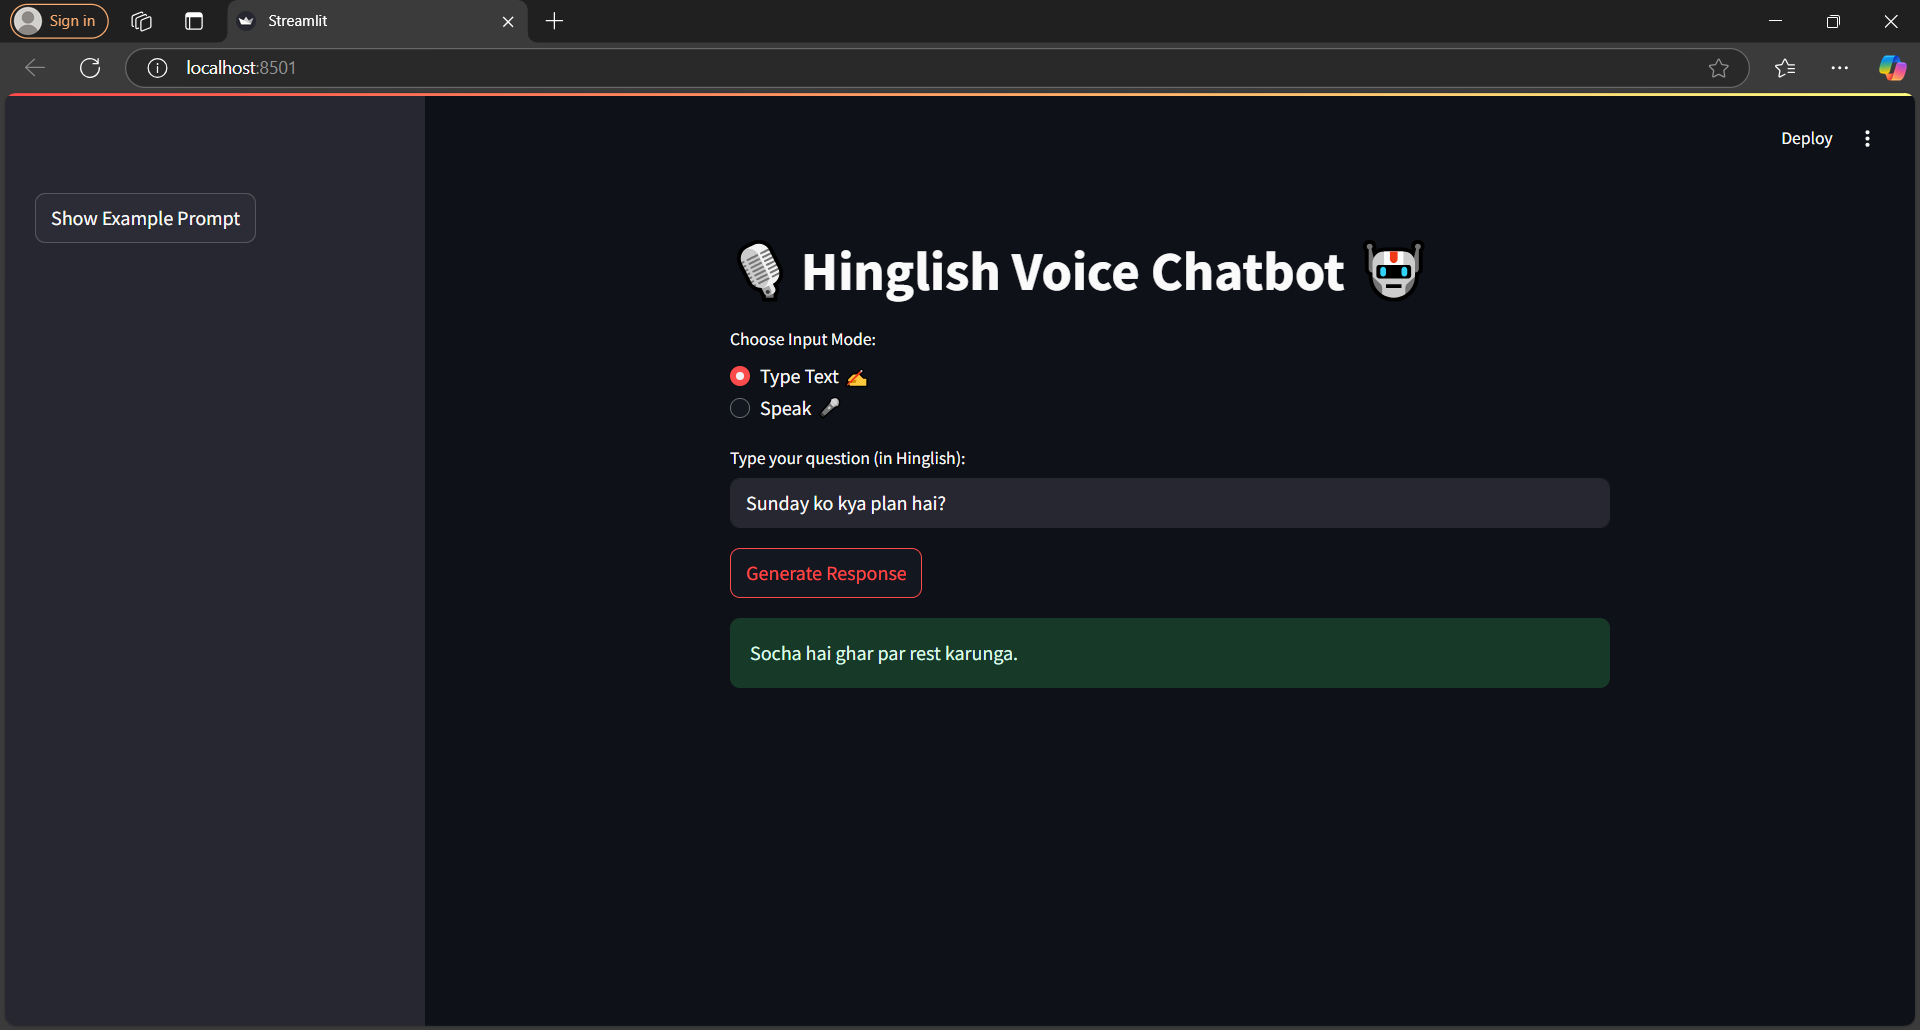 Sign in
Streamlit
localhost:8501
Deploy
Show Example Prompt
Hinglish Voice Chatbot
Choose Input Mode:
Type Text
Speak
Type your question (in Hinglish):
Sunday ko kya plan hai?
Generate Response
Socha hai ghar par rest karunga.